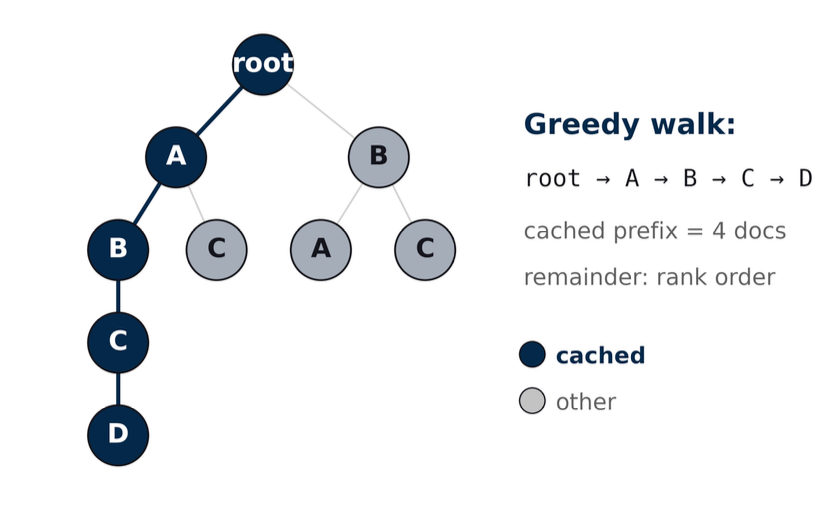 root
A
B
B
C
A
C
C
D
Greedy walk:
root → A → B → C → D
cached prefix = 4 docs
remainder: rank order
cached
other